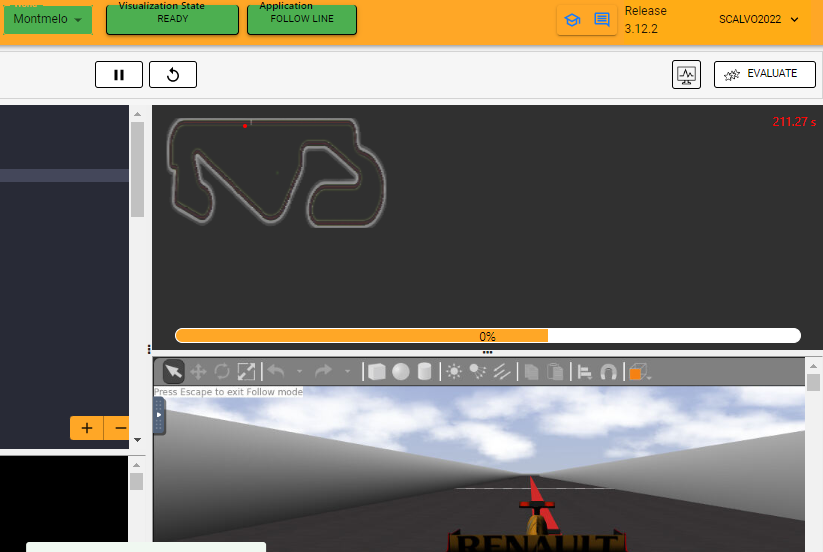 Visualization State
Application
Montmelo
READY
FOLLOW LINE
Release
3.12.2
SCALVO2022
EVALUATE
211.27 s
0%
Press Escape to exit Follow mode
RENAULT